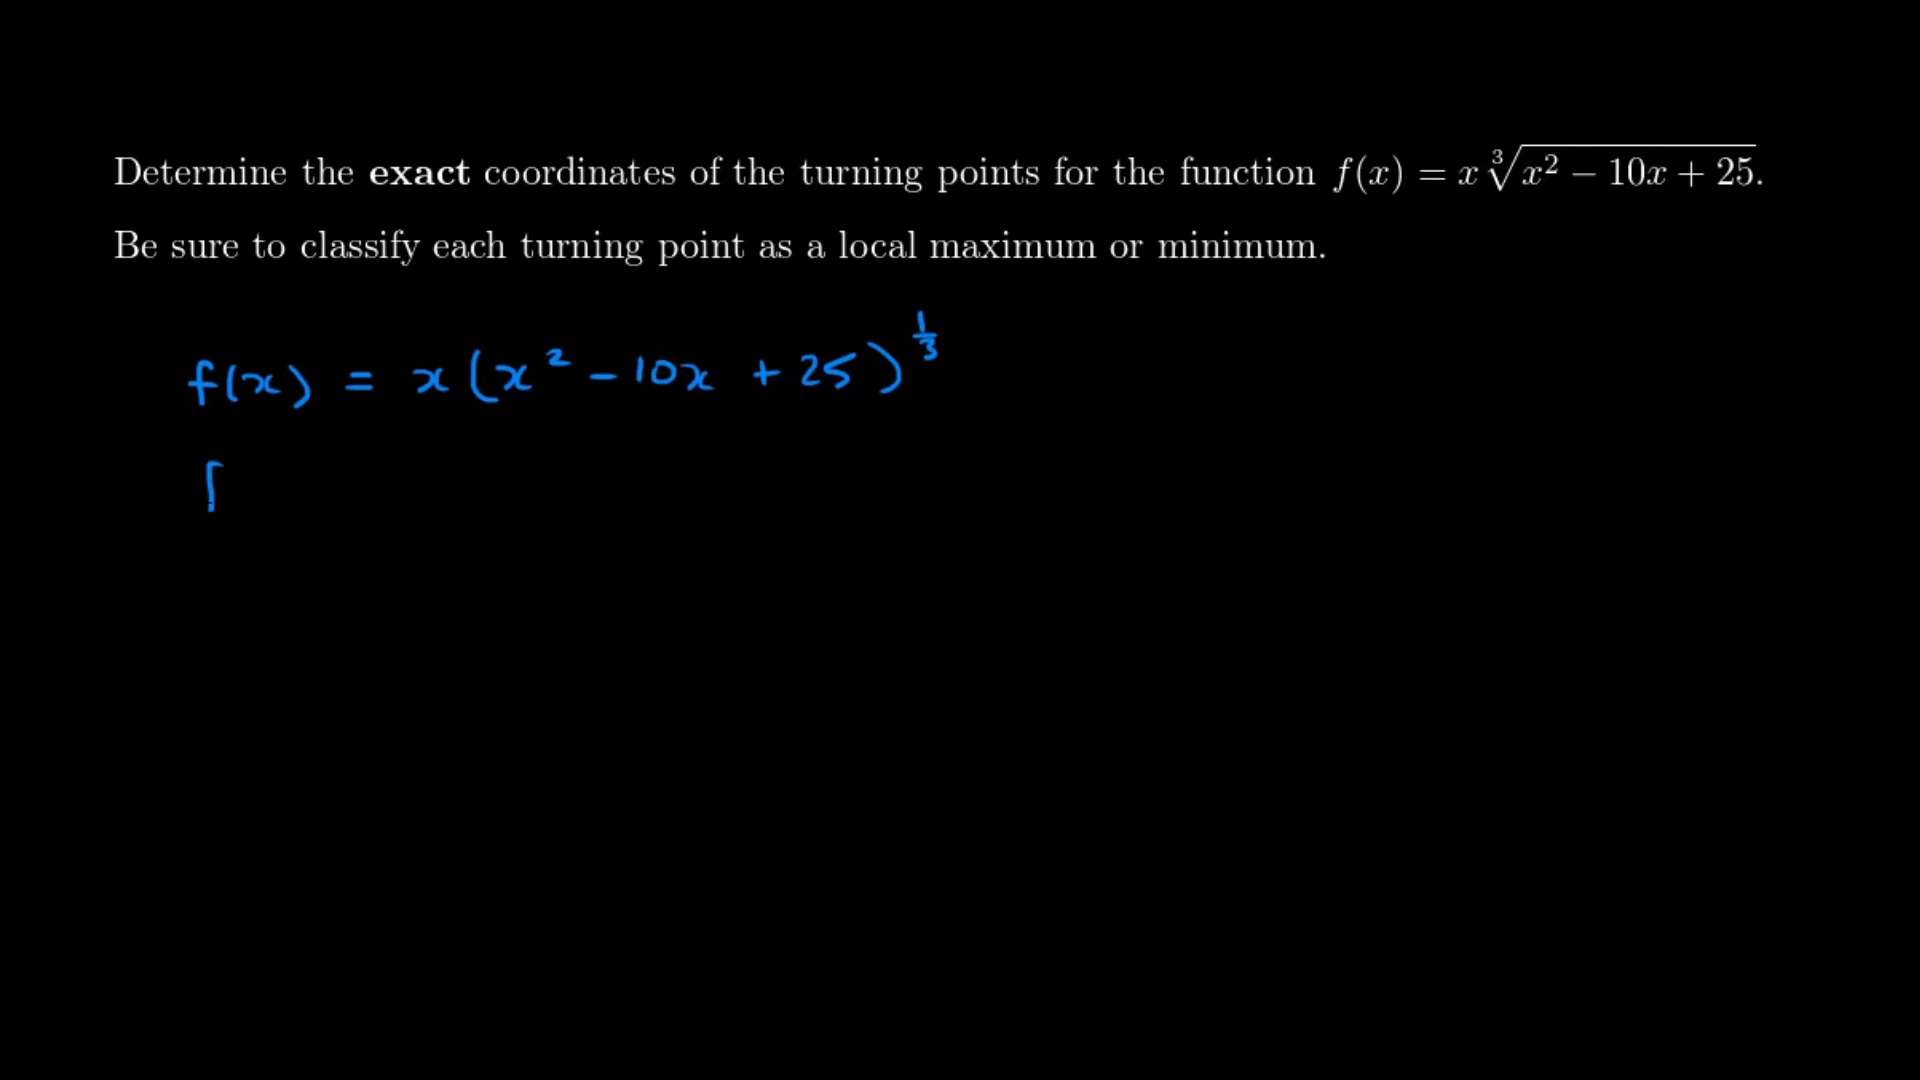 Determine the exact coordinates of the turning points for the function f(x) = x∛(x² − 10x + 25).
Be sure to classify each turning point as a local maximum or minimum.
f(x) = x(x² − 10x + 25)^(1/3)